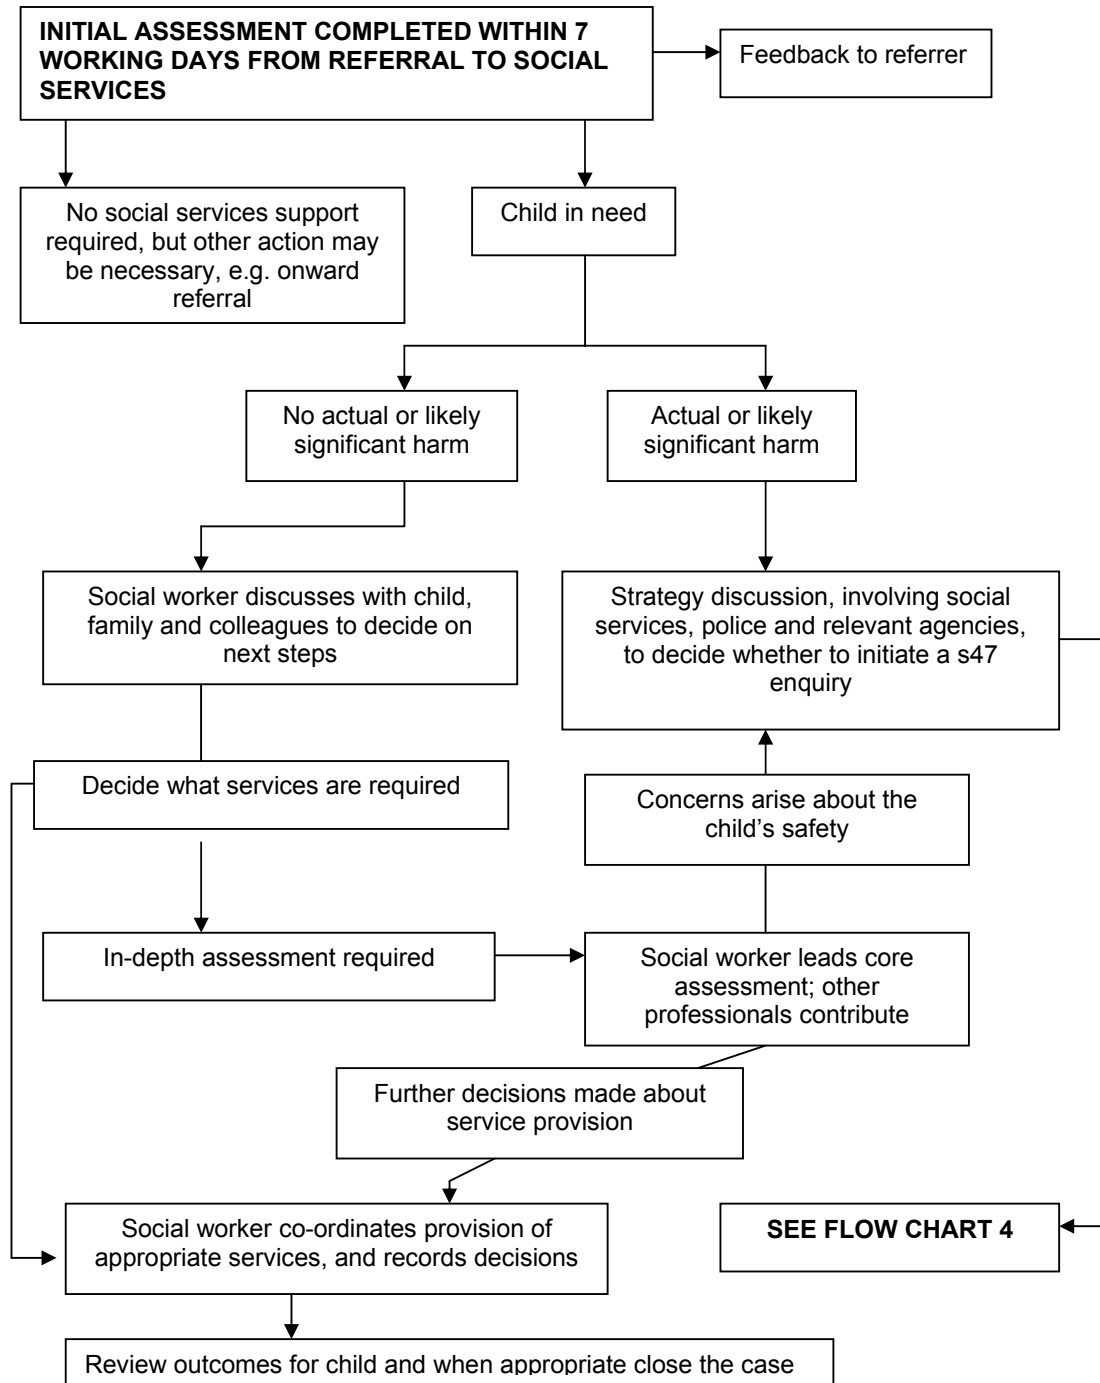 INITIAL ASSESSMENT COMPLETED WITHIN 7
WORKING DAYS FROM REFERRAL TO SOCIAL
SERVICES
Feedback to referrer
No social services support
required, but other action may
be necessary, e.g. onward
referral
Child in need
No actual or likely
significant harm
Actual or likely
significant harm
Social worker discusses with child,
family and colleagues to decide on
next steps
Strategy discussion, involving social
services, police and relevant agencies,
to decide whether to initiate a s47
enquiry
Decide what services are required
Concerns arise about the
child’s safety
In-depth assessment required
Social worker leads core
assessment; other
professionals contribute
Further decisions made about
service provision
Social worker co-ordinates provision of
appropriate services, and records decisions
SEE FLOW CHART 4
Review outcomes for child and when appropriate close the case